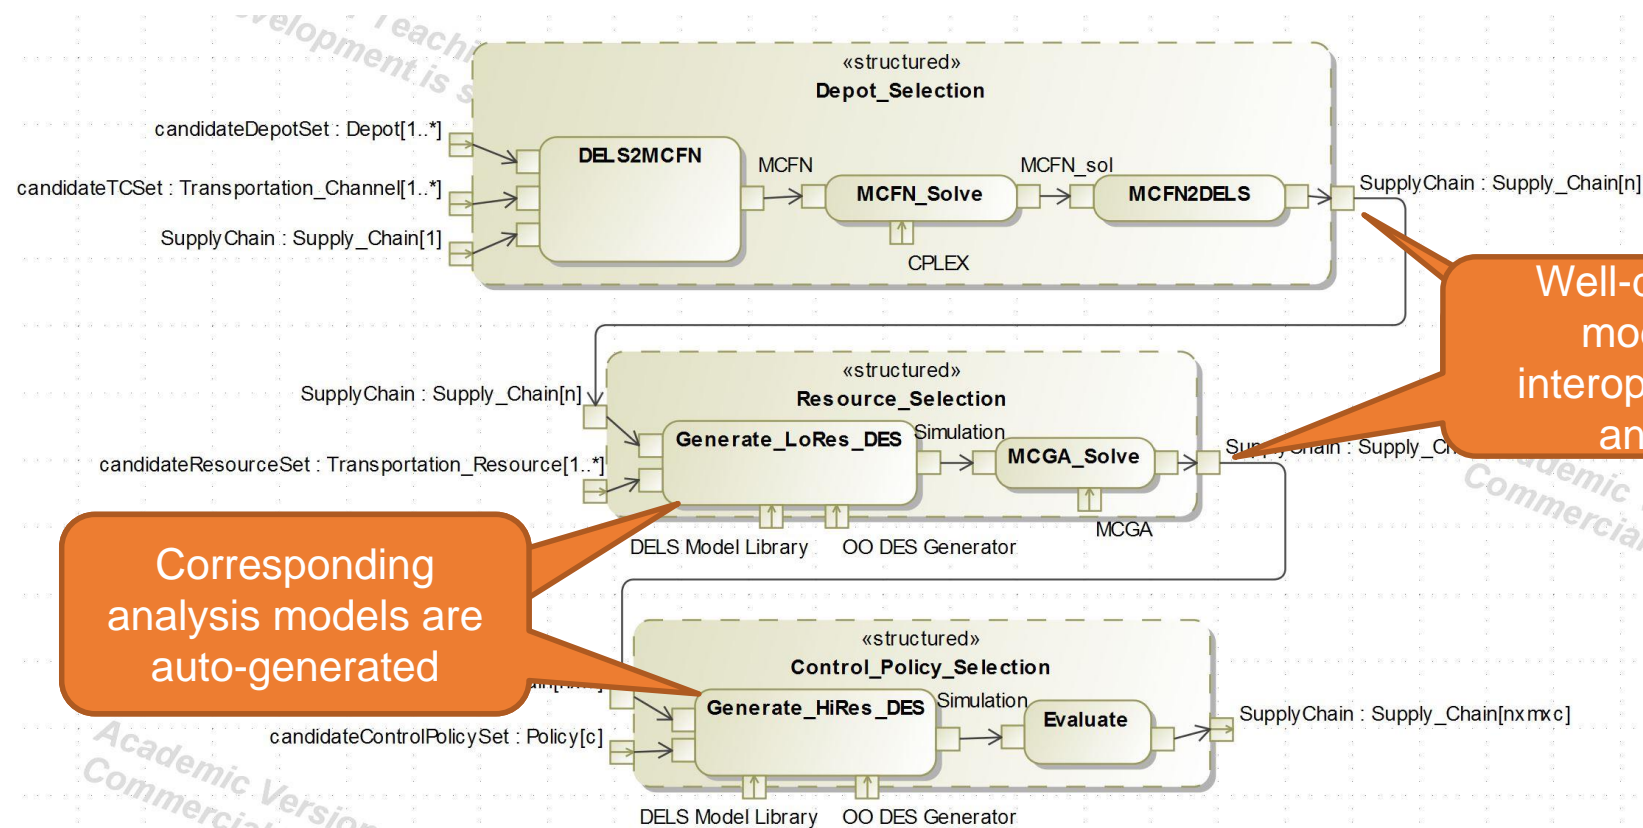 Teach
velopment is s
«structured»
Depot_Selection
candidateDepotSet : Depot[1..*]
DELS2MCFN
MCFN
MCFN_sol
candidateTCSet : Transportation_Channel[1..*]
MCFN_Solve
MCFN2DELS
SupplyChain : Supply_Chain[n]
SupplyChain : Supply_Chain[1]
CPLEX
Well-
mo
interop
an
«structured»
Resource_Selection
SupplyChain : Supply_Chain[n]
Generate_LoRes_DES
Simulation
MCGA_Solve
candidateResourceSet : Transportation_Resource[1..*]
MCGA
DELS Model Library
OO DES Generator
Commercial
Corresponding
analysis models are
auto-generated
«structured»
Control_Policy_Selection
Generate_HiRes_DES
Simulation
Evaluate
SupplyChain : Supply_Chain[nxmxc]
candidateControlPolicySet : Policy[c]
DELS Model Library
OO DES Generator
Academic Version
Commercial